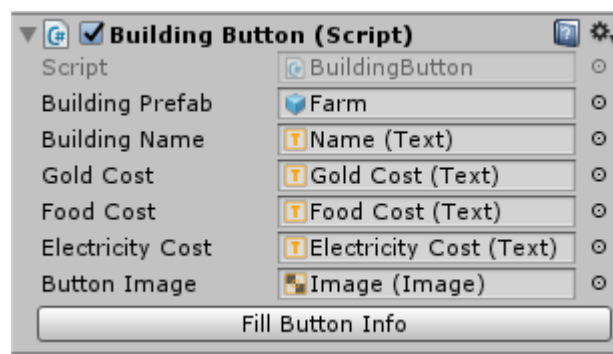 Building Button (Script)
Script BuildingButton
Building Prefab Farm
Building Name Name (Text)
Gold Cost Gold Cost (Text)
Food Cost Food Cost (Text)
Electricity Cost Electricity Cost (Text)
Button Image Image (Image)
Fill Button Info